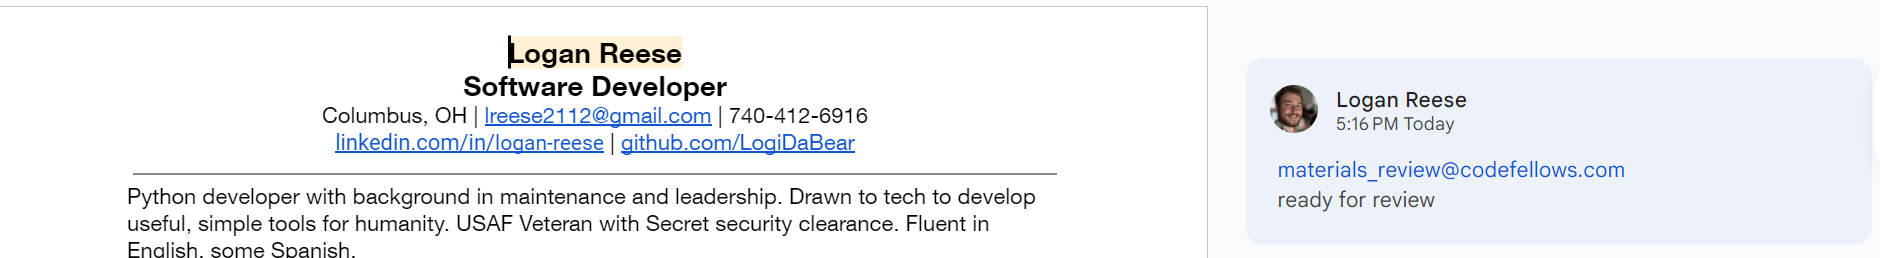 Logan Reese
Software Developer
Columbus, OH | lreese2112@gmail.com | 740-412-6916
linkedin.com/in/logan-reese | github.com/LogiDaBear
Python developer with background in maintenance and leadership. Drawn to tech to develop
useful, simple tools for humanity. USAF Veteran with Secret security clearance. Fluent in
English, some Spanish.
Logan Reese
5:16 PM Today
materials_review@codefellows.com
ready for review